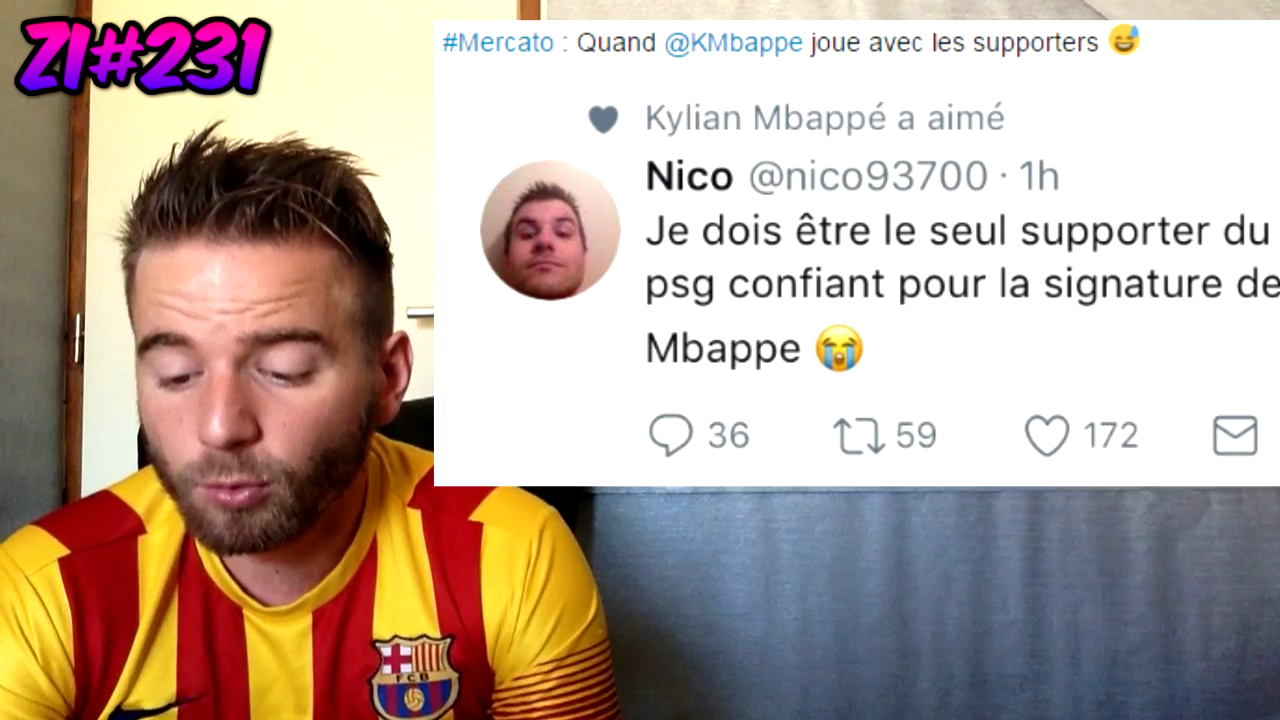 ZI#231
#Mercato : Quand @KMbappe joue avec les supporters 😅
Kylian Mbappé a aimé
Nico @nico93700 · 1h
Je dois être le seul supporter du
psg confiant pour la signature de
Mbappe 😭
36 59 172
FCB